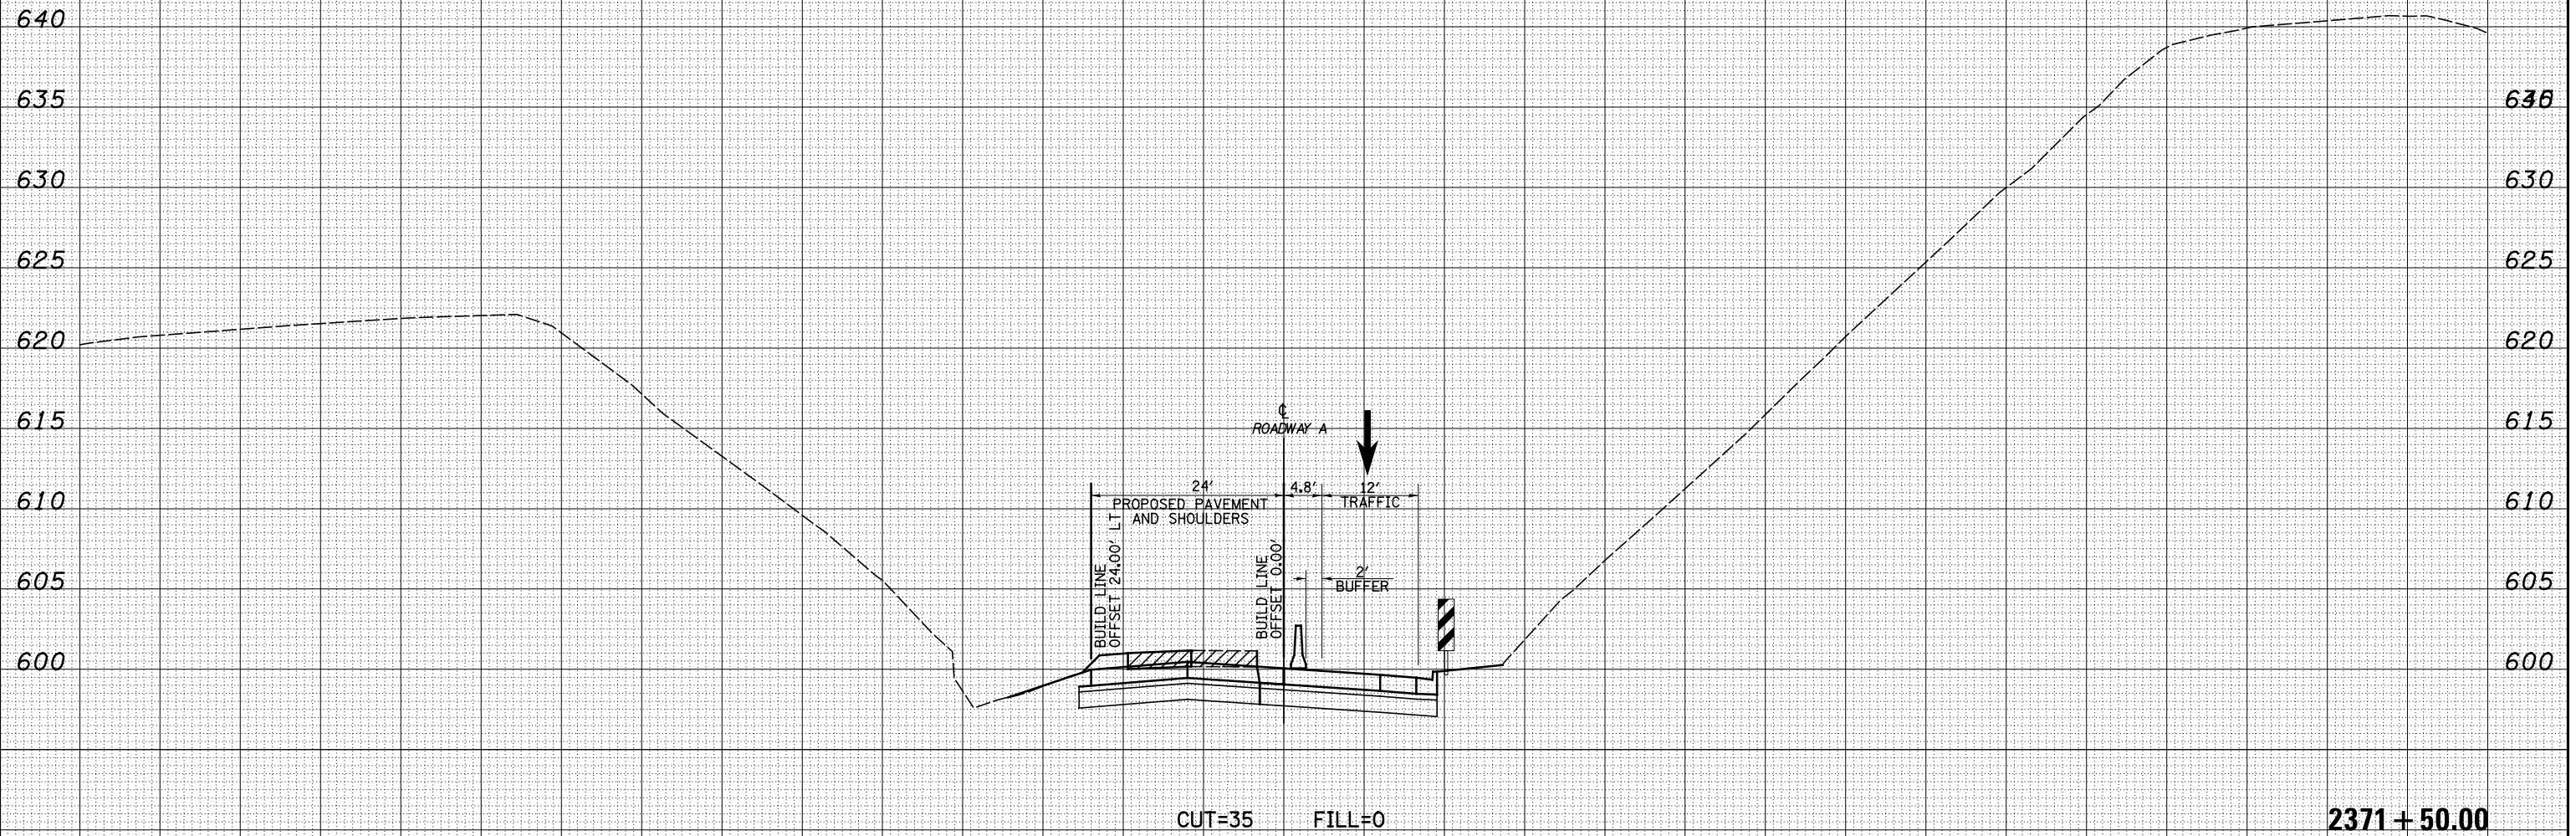 640
635
630 630
625 625
620 620
℄
ROADWAY A
615 615
24' 4.8' 12'
PROPOSED PAVEMENT TRAFFIC
AND SHOULDERS
610 610
BUILD LINE
OFFSET 24.00' LT
BUILD LINE
OFFSET 0.00'
2'
BUFFER
605 605
600 600
CUT=35 FILL=0 2371+50.00